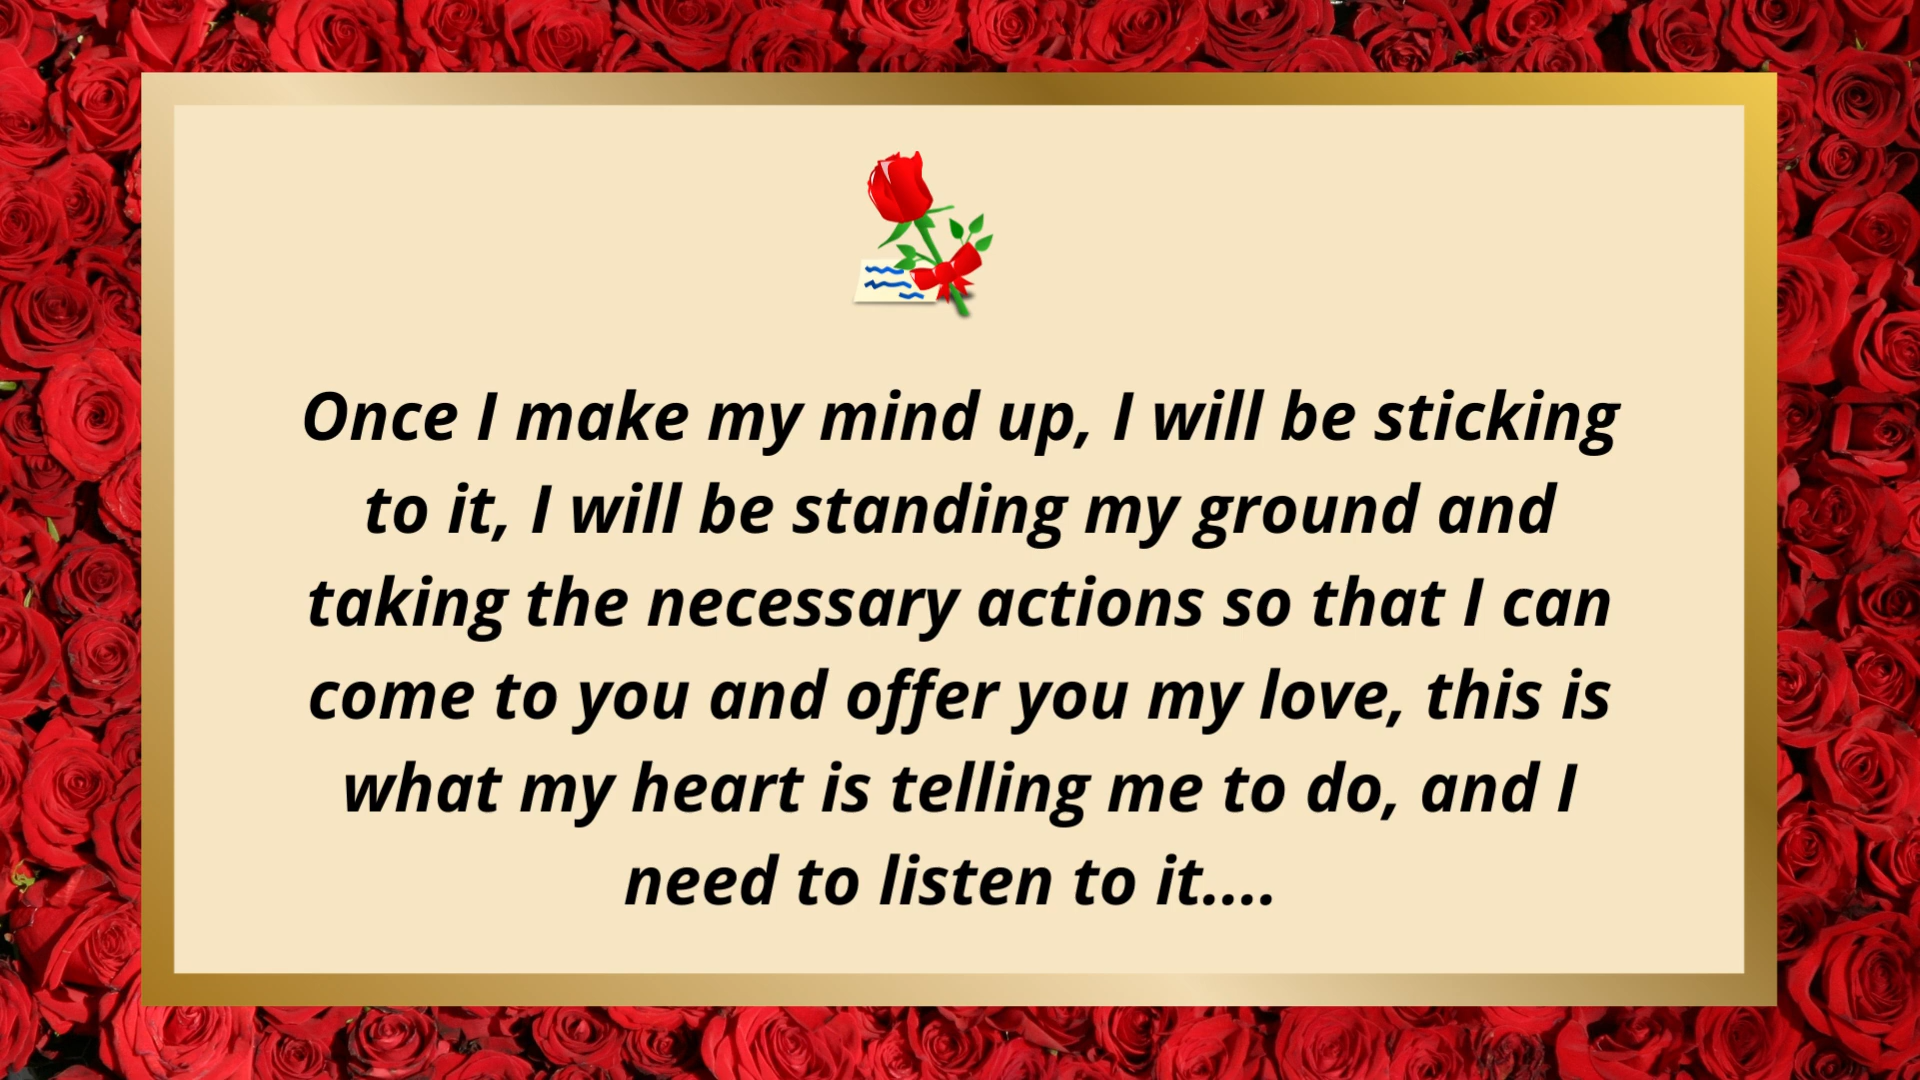 Once I make my mind up, I will be sticking
to it, I will be standing my ground and
taking the necessary actions so that I can
come to you and offer you my love, this is
what my heart is telling me to do, and I
need to listen to it....